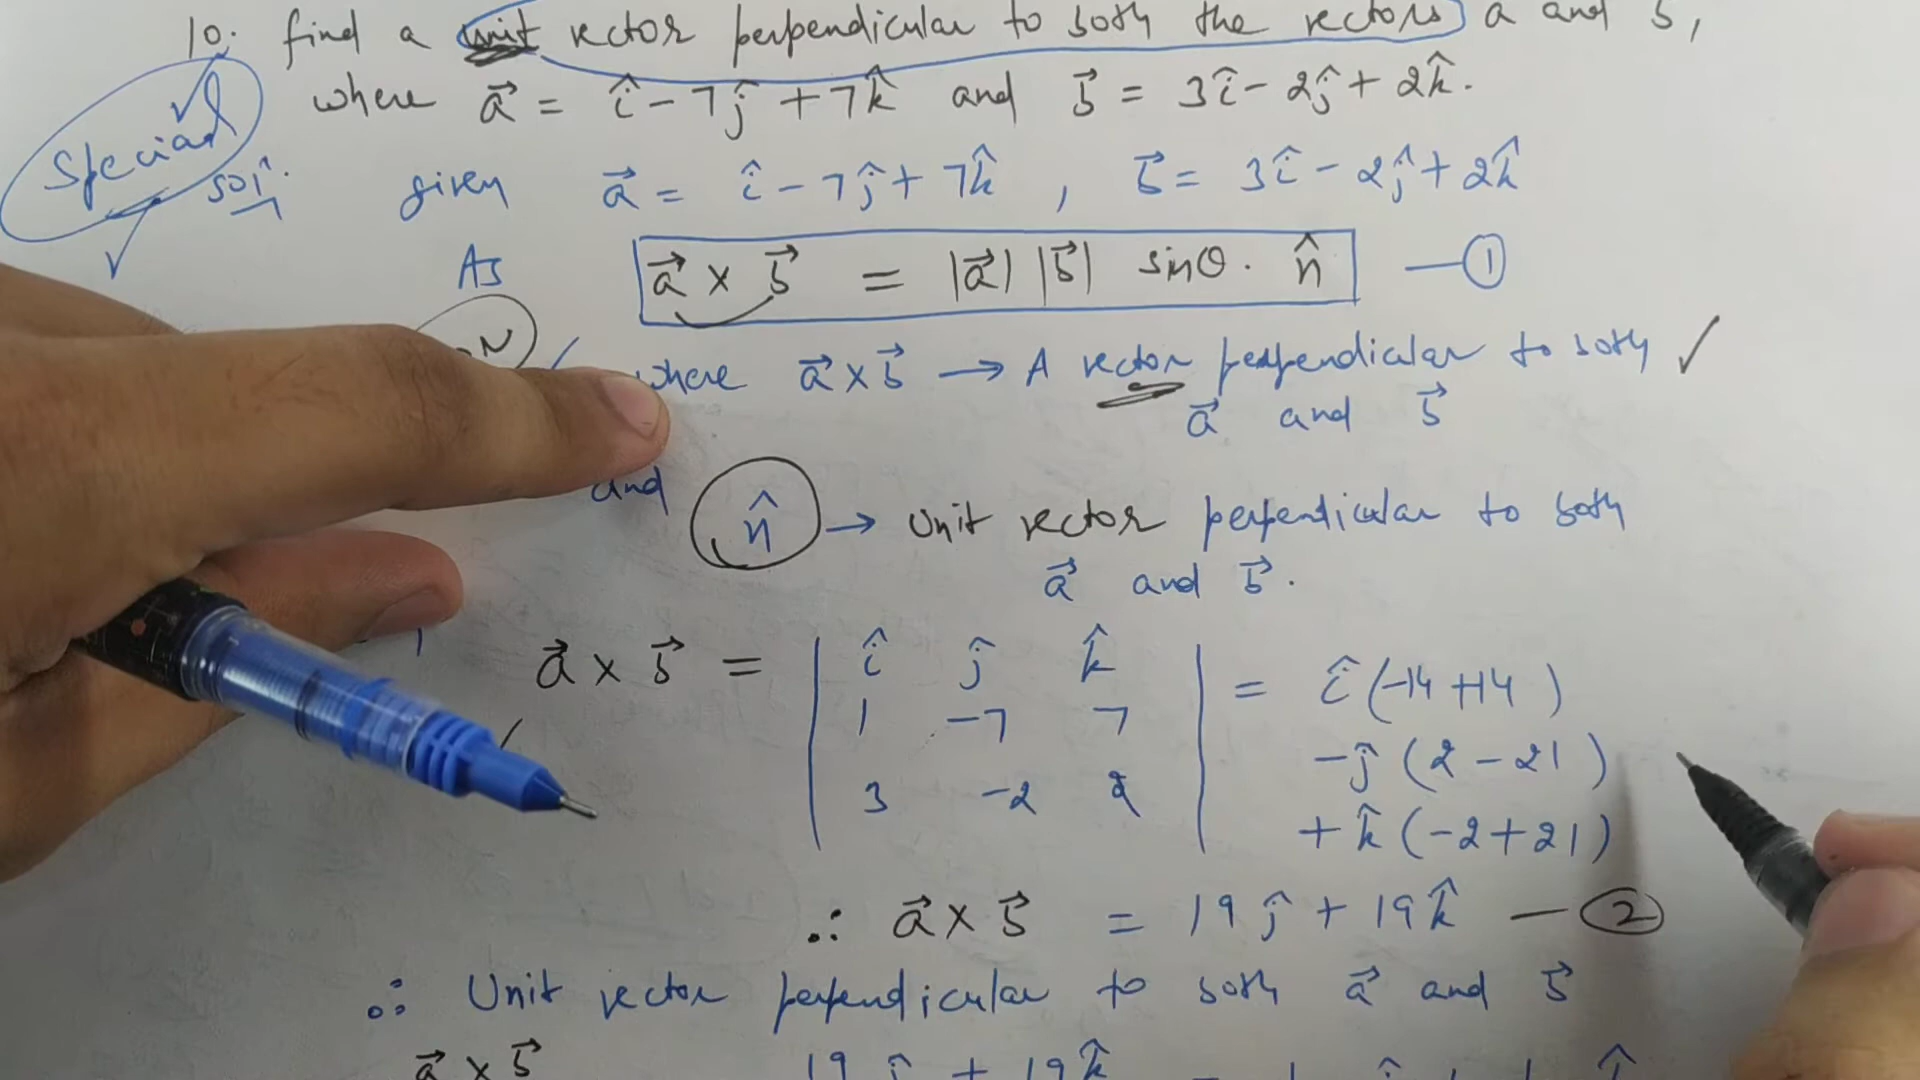 10. find a unit vector perpendicular to both the vectors a and b,
where a⃗ = î - 7ĵ + 7k̂ and b⃗ = 3î - 2ĵ + 2k̂.
Special
soln. given a⃗ = î - 7ĵ + 7k̂ , b⃗ = 3î - 2ĵ + 2k̂
As a⃗ × b⃗ = |a⃗| |b⃗| sinθ. n̂ — ①
where a⃗ × b⃗ → A vector perpendicular to both
a⃗ and b⃗
and n̂ → Unit vector perpendicular to both
a⃗ and b⃗.
a⃗ × b⃗ = | î ĵ k̂ | = î (-14 + 14)
| 1 -7 7 | - ĵ (2 - 21)
| 3 -2 2 | + k̂ (-2 + 21)
∴ a⃗ × b⃗ = 19ĵ + 19k̂ — ②
∴ Unit vector perpendicular to both a⃗ and b⃗
a⃗ × b⃗ 19ĵ + 19k̂